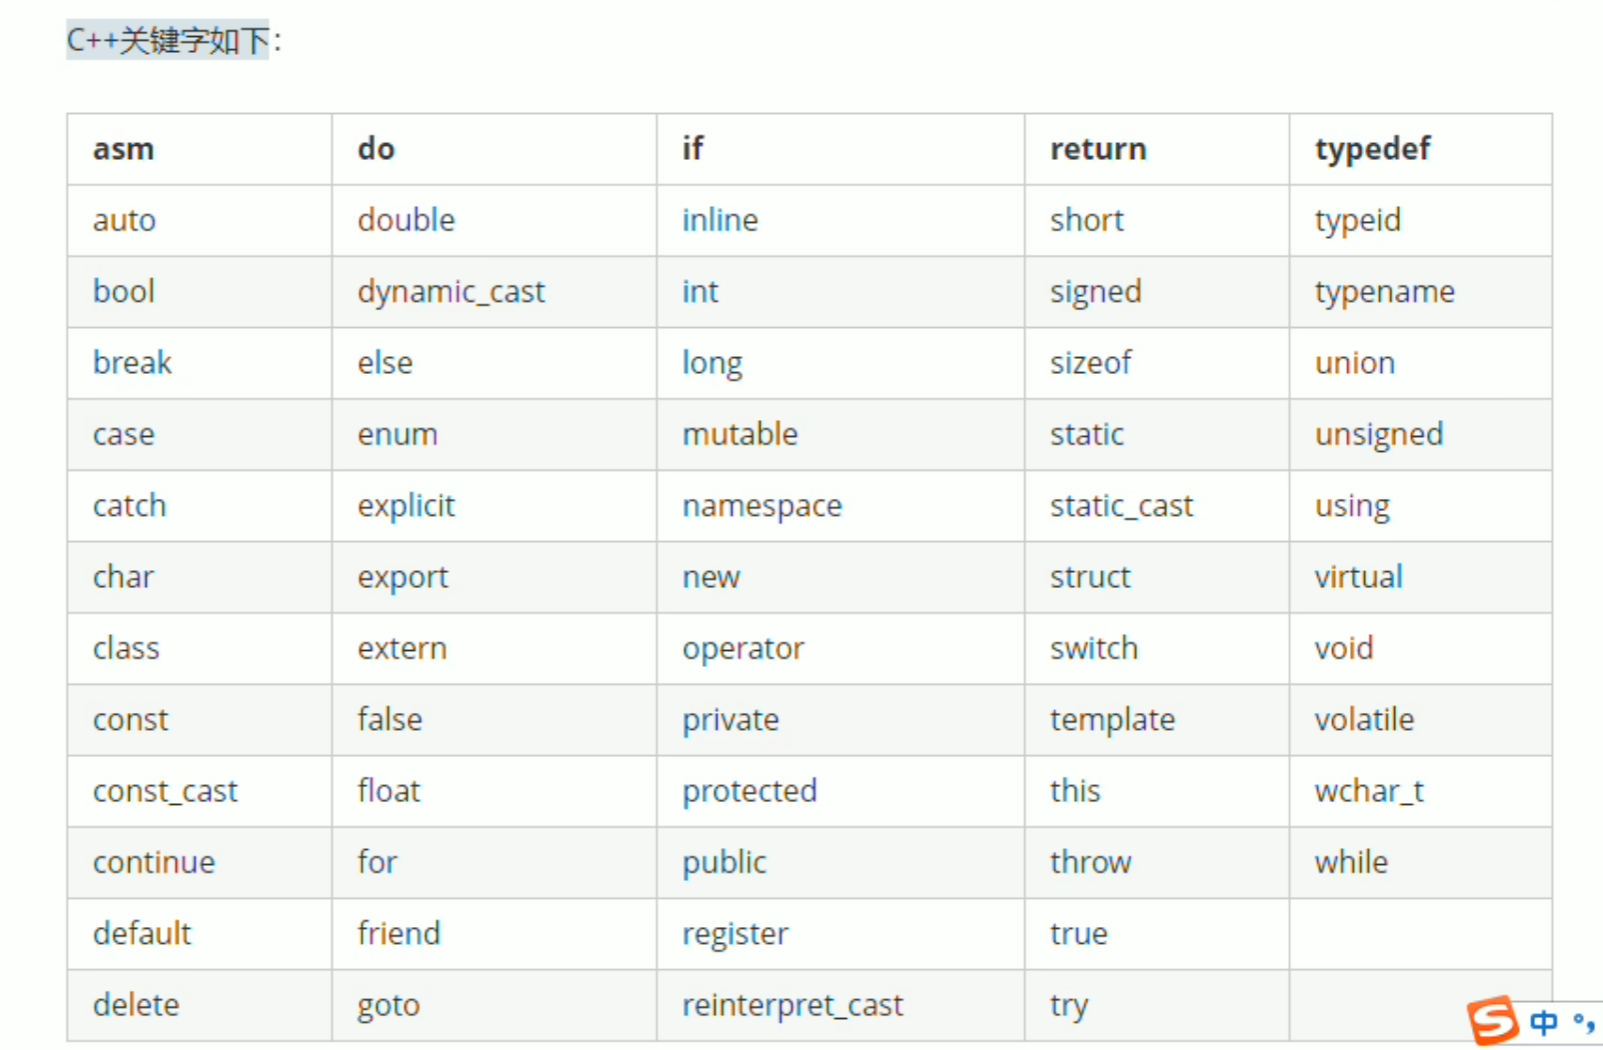 C++关键字如下：
asm do if return typedef
auto double inline short typeid
bool dynamic_cast int signed typename
break else long sizeof union
case enum mutable static unsigned
catch explicit namespace static_cast using
char export new struct virtual
class extern operator switch void
const false private template volatile
const_cast float protected this wchar_t
continue for public throw while
default friend register true
delete goto reinterpret_cast try
S 中 °，